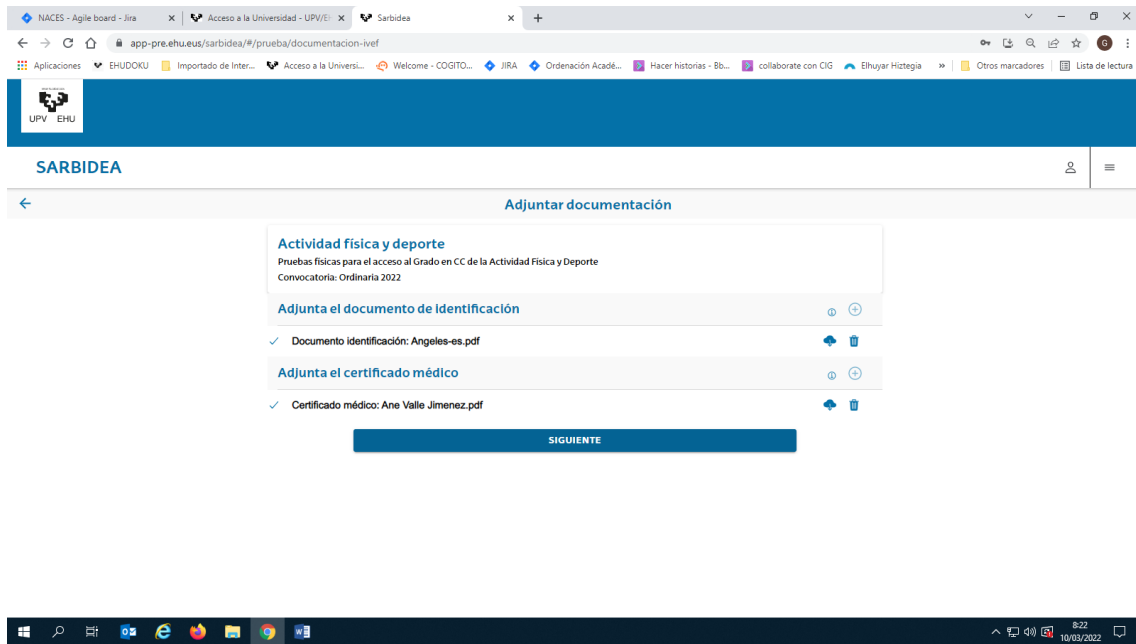 NACES - Agile board - Jira
Acceso a la Universidad - UPV/EH
Sarbidea
app-pre.ehu.eus/sarbidea/#/prueba/documentacion-ivef
G
Aplicaciones EHUDOKU Importado de Inter... Acceso a la Universi... Welcome - COGITO... JIRA Ordenación Acadé... Hacer historias - Bb... collaborate con CIG Elhuyar Hiztegia » Otros marcadores Lista de lectura
UPV EHU
SARBIDEA
Adjuntar documentación
Actividad física y deporte
Pruebas físicas para el acceso al Grado en CC de la Actividad Física y Deporte
Convocatoria: Ordinaria 2022
Adjunta el documento de identificación
Documento identificación: Angeles-es.pdf
Adjunta el certificado médico
Certificado médico: Ane Valle Jimenez.pdf
SIGUIENTE
8:22
10/03/2022